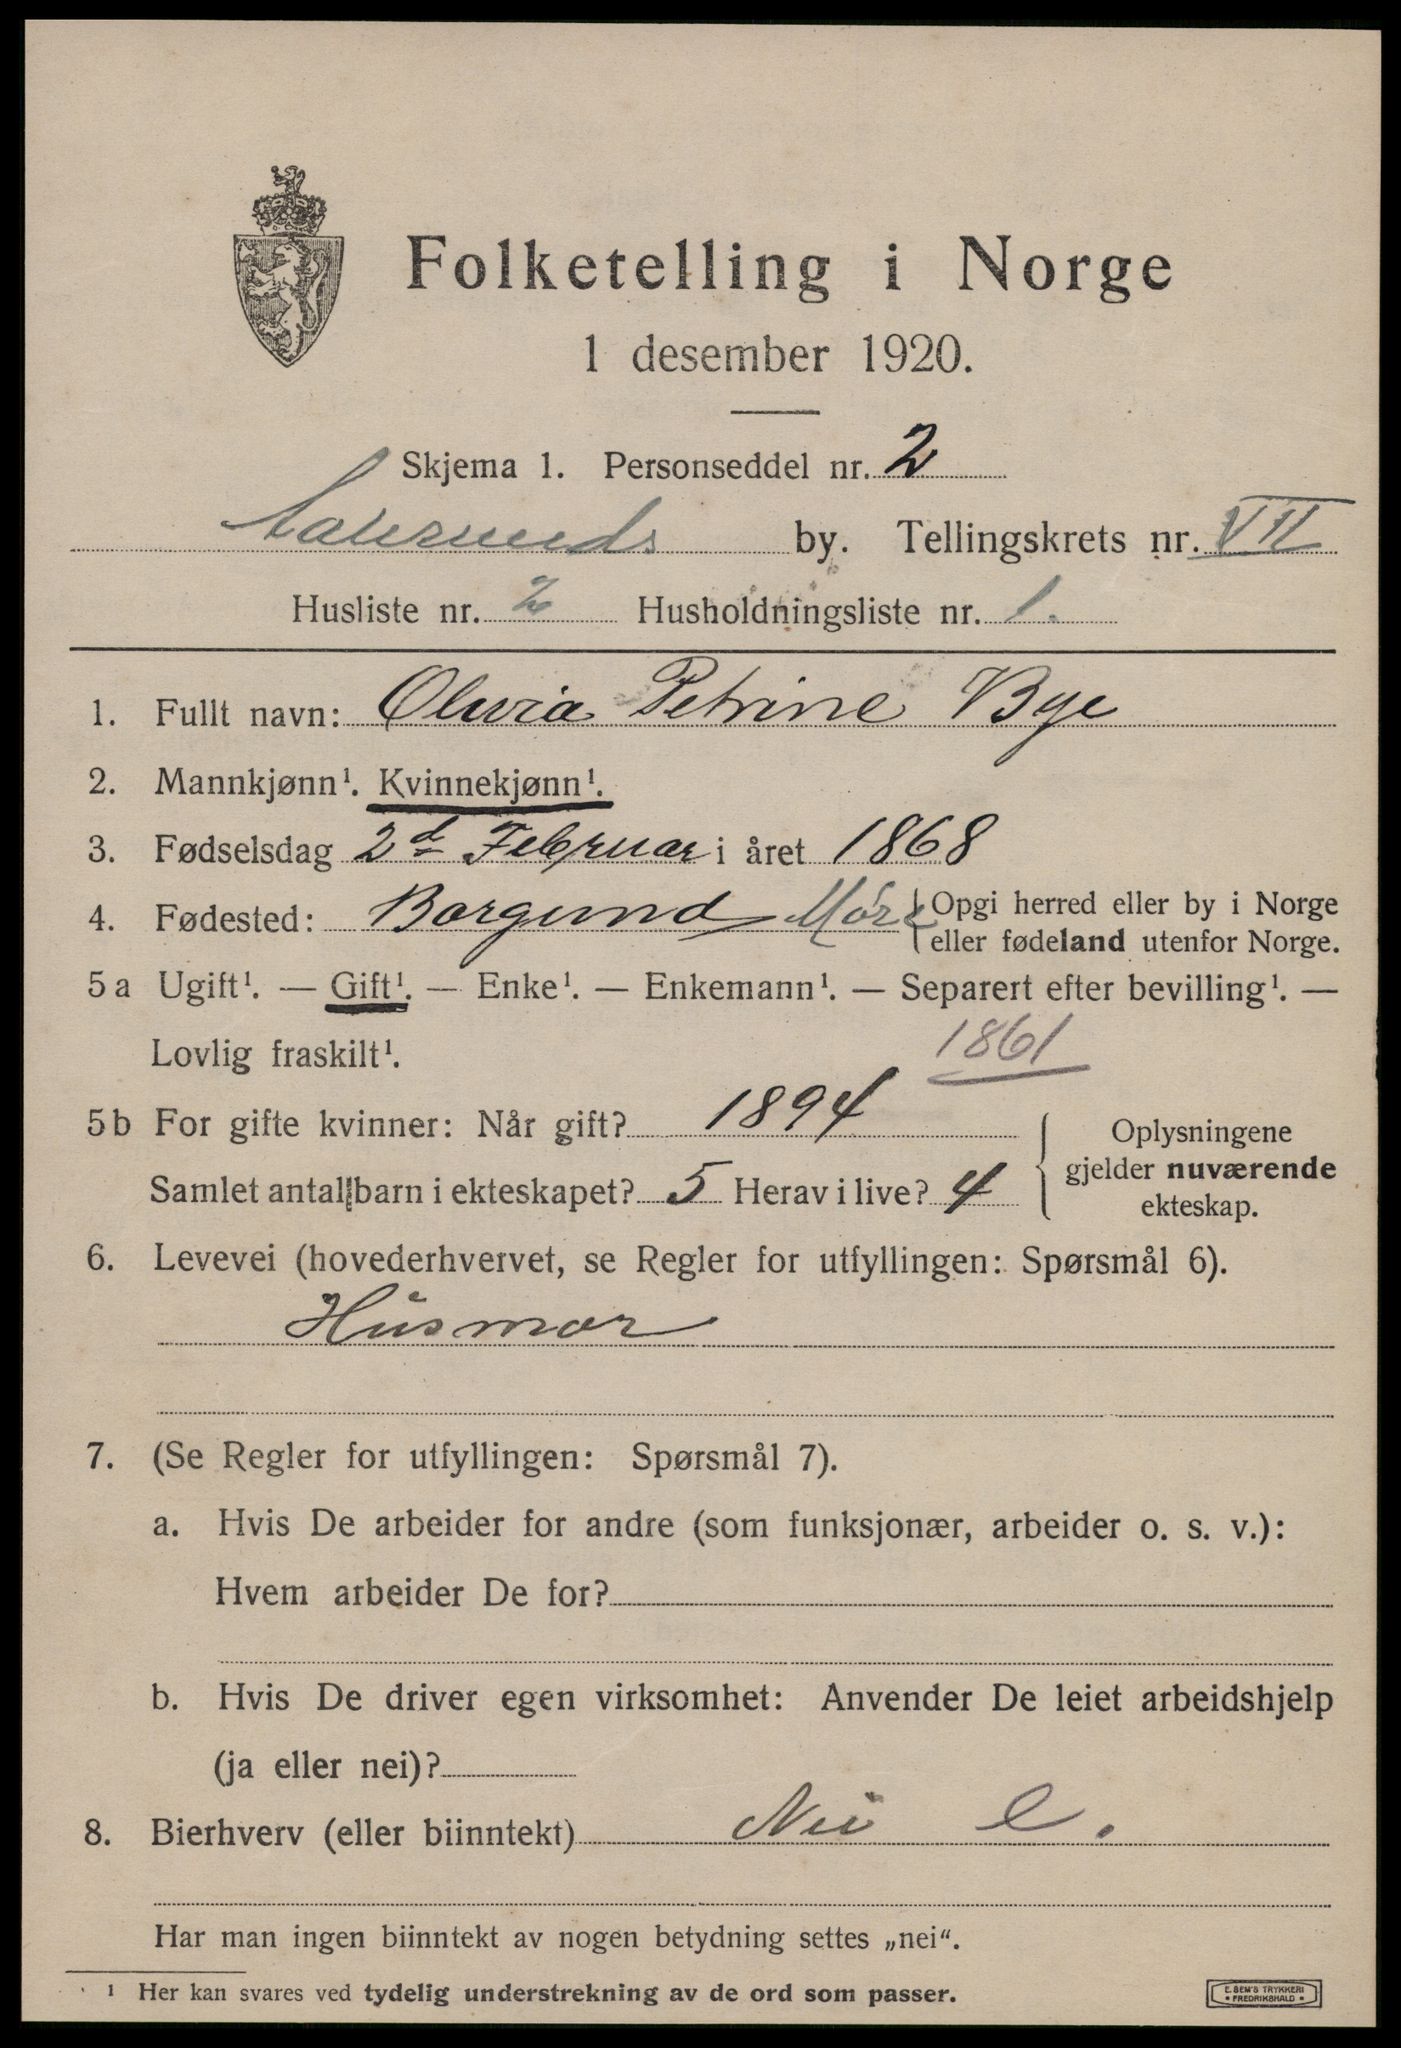 Folketelling i Norge
1 desember 1920.
Skjema 1. Personseddel nr. 2
Aalesunds by. Tellingskrets nr. VII
Husliste nr. 2 Husholdningsliste nr. 1.
1. Fullt navn: Oluvia Petrine Bye
2. Mannkjønn¹. Kvinnekjønn¹.
3. Fødselsdag 2d Februar i året 1868
4. Fødested: Borgund Møre { Opgi herred eller by i Norge
eller fødeland utenfor Norge.
5a Ugift¹. — Gift¹. — Enke¹. — Enkemann¹. — Separert efter bevilling¹. —
Lovlig fraskilt¹. 1861
5b For gifte kvinner: Når gift? 1894
Samlet antall barn i ekteskapet? 5 Herav i live? 4
{ Oplysningene
gjelder nuværende
ekteskap.
6. Levevei (hovederhvervet, se Regler for utfyllingen: Spørsmål 6).
Husmor
7. (Se Regler for utfyllingen: Spørsmål 7).
a. Hvis De arbeider for andre (som funksjonær, arbeider o. s. v.):
Hvem arbeider De for?
b. Hvis De driver egen virksomhet: Anvender De leiet arbeidshjelp
(ja eller nei)?
8. Bierhverv (eller biinntekt) Nei e.
Har man ingen biinntekt av nogen betydning settes „nei“.
¹ Her kan svares ved tydelig understrekning av de ord som passer.
E. SEM'S TRYKKERI
• FREDRIKSHALD •